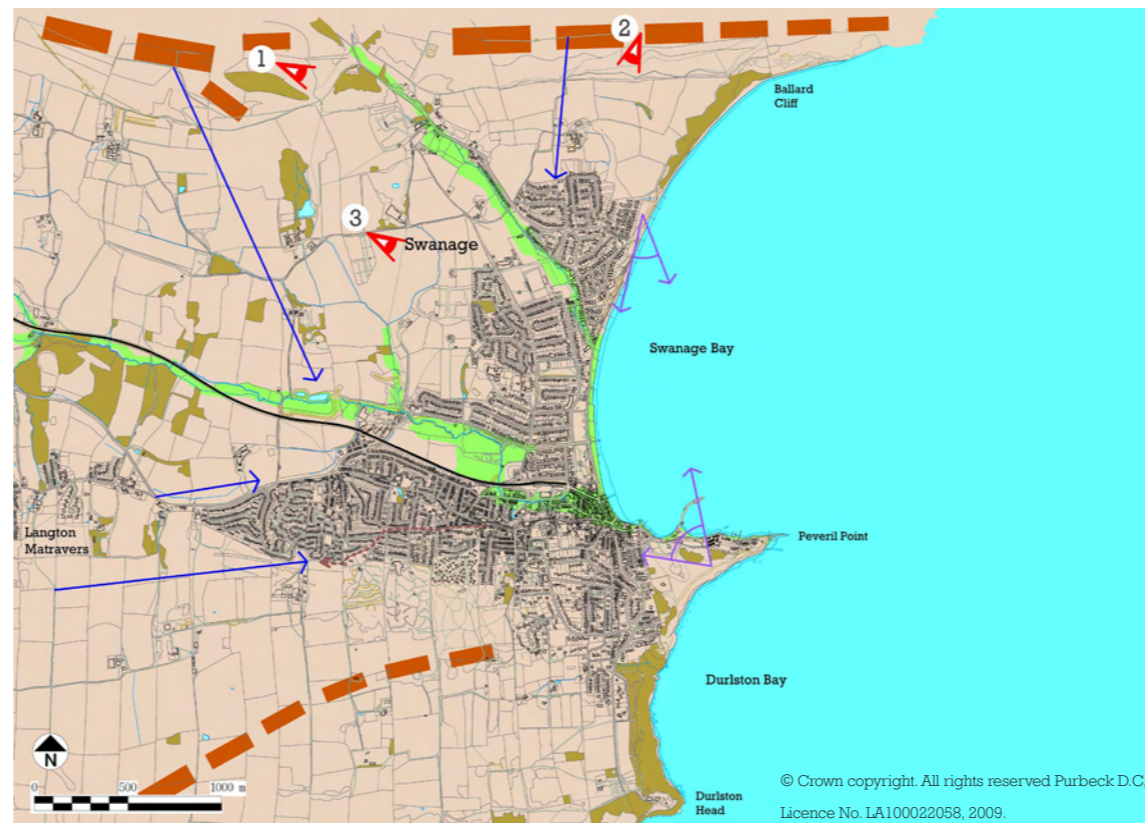 2
1
Ballard
Cliff
3
Swanage
Swanage Bay
Langton
Matravers
Peveril Point
Durlston Bay
N
0 500 1000 m
Durlston
Head
© Crown copyright. All rights reserved Purbeck D.C,
Licence No. LA100022058, 2009.